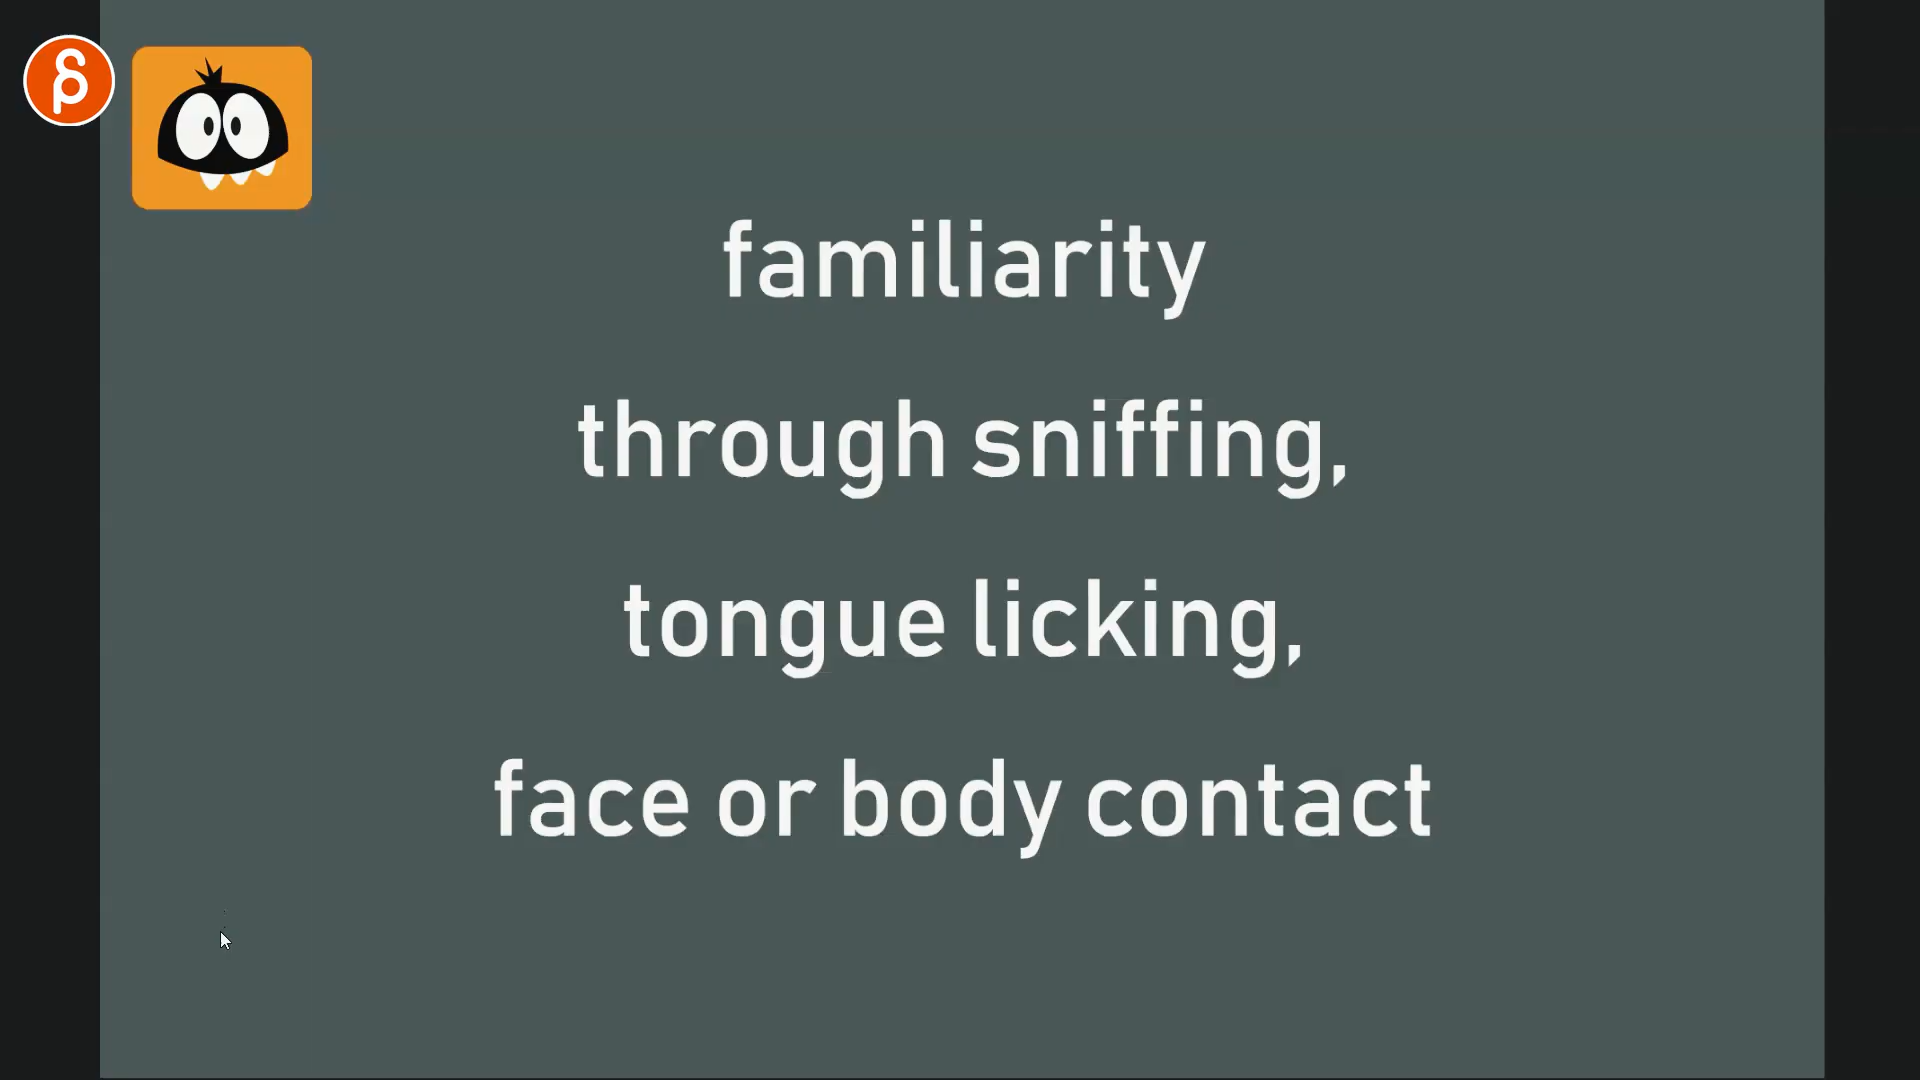 familiarity
through sniffing,
tongue licking,
face or body contact